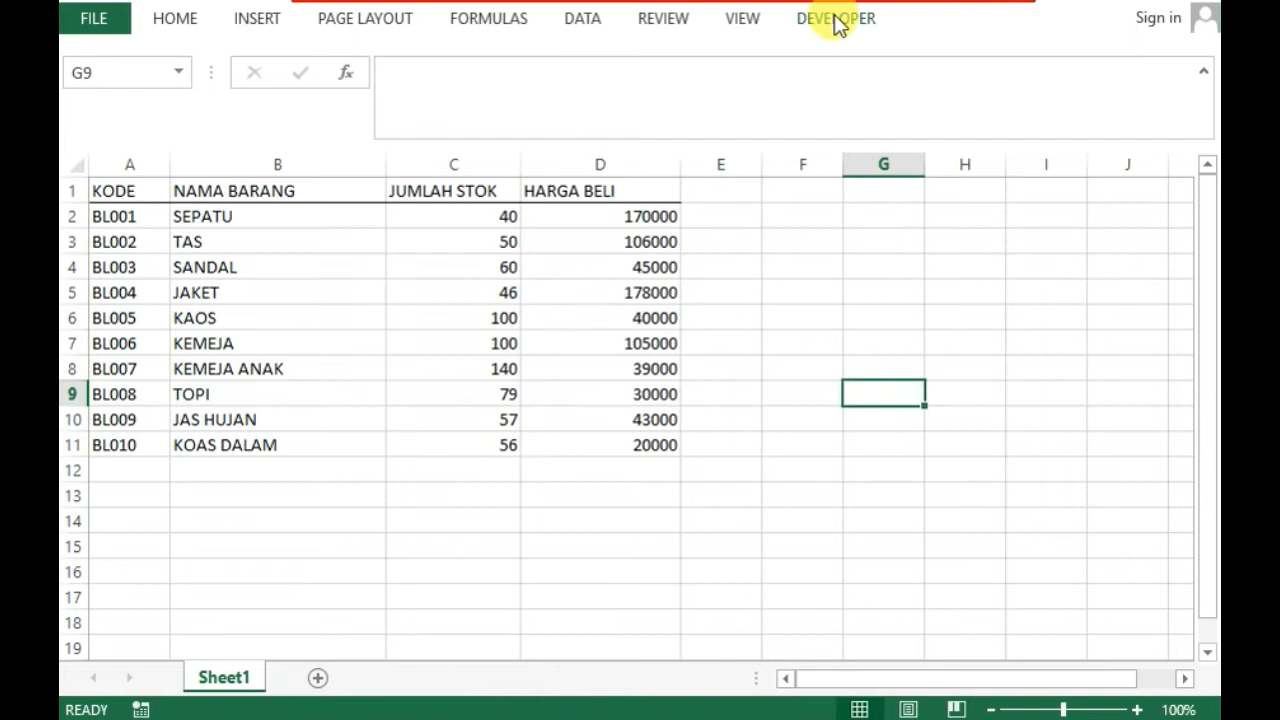 FILE HOME INSERT PAGE LAYOUT FORMULAS DATA REVIEW VIEW DEVELOPER Sign in
G9 fx
A B C D E F G H I J
1 KODE NAMA BARANG JUMLAH STOK HARGA BELI
2 BL001 SEPATU 40 170000
3 BL002 TAS 50 106000
4 BL003 SANDAL 60 45000
5 BL004 JAKET 46 178000
6 BL005 KAOS 100 40000
7 BL006 KEMEJA 100 105000
8 BL007 KEMEJA ANAK 140 39000
9 BL008 TOPI 79 30000
10 BL009 JAS HUJAN 57 43000
11 BL010 KOAS DALAM 56 20000
12
13
14
15
16
17
18
19
Sheet1
READY 100%